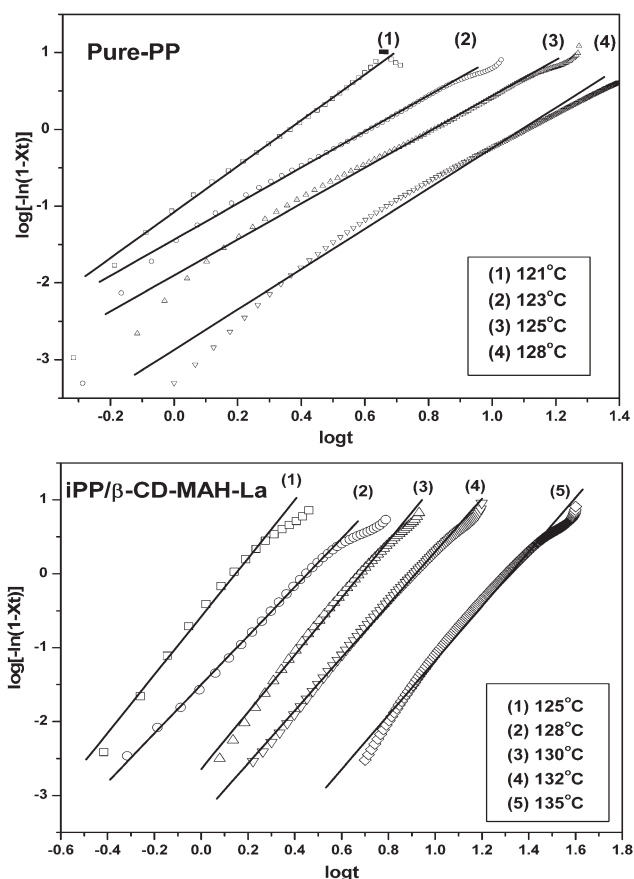 Pure-PP
(1)
(2)
(3)
(4)
log[-ln(1-Xt)]
1
0
-1
-2
-3
(1) 121°C
(2) 123°C
(3) 125°C
(4) 128°C
-0.2 0.0 0.2 0.4 0.6 0.8 1.0 1.2 1.4
logt
iPP/β-CD-MAH-La
(1)
(2)
(3)
(4)
(5)
log[-ln(1-Xt)]
1
0
-1
-2
-3
(1) 125°C
(2) 128°C
(3) 130°C
(4) 132°C
(5) 135°C
-0.6 -0.4 -0.2 0.0 0.2 0.4 0.6 0.8 1.0 1.2 1.4 1.6 1.8
logt